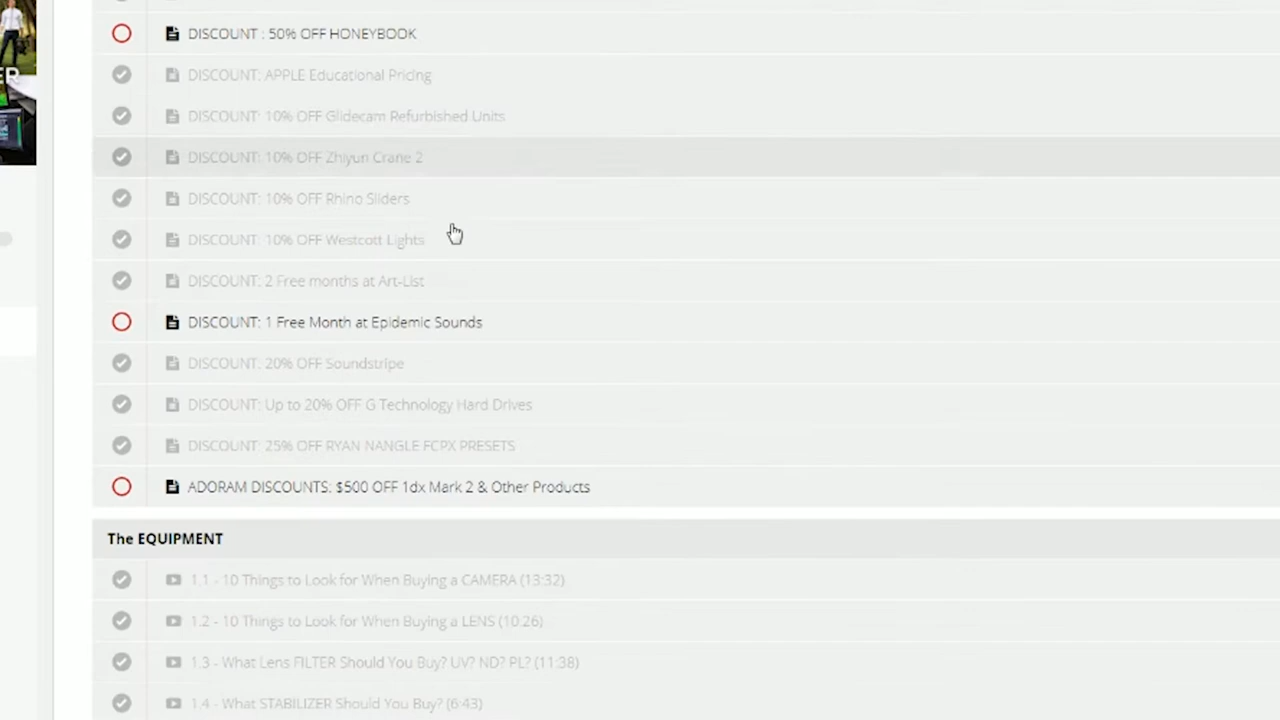 DISCOUNT : 50% OFF HONEYBOOK
DISCOUNT: APPLE Educational Pricing
DISCOUNT: 10% OFF Glidecam Refurbished Units
DISCOUNT: 10% OFF Zhiyun Crane 2
DISCOUNT: 10% OFF Rhino Sliders
DISCOUNT: 10% OFF Westcott Lights
DISCOUNT: 2 Free months at Art-List
DISCOUNT: 1 Free Month at Epidemic Sounds
DISCOUNT: 20% OFF Soundstripe
DISCOUNT: Up to 20% OFF G Technology Hard Drives
DISCOUNT: 25% OFF RYAN NANGLE FCPX PRESETS
ADORAM DISCOUNTS: $500 OFF 1dx Mark 2 & Other Products
The EQUIPMENT
1.1 - 10 Things to Look for When Buying a CAMERA (13:32)
1.2 - 10 Things to Look for When Buying a LENS (10:26)
1.3 - What Lens FILTER Should You Buy? UV? ND? PL? (11:38)
1.4 - What STABILIZER Should You Buy? (6:43)